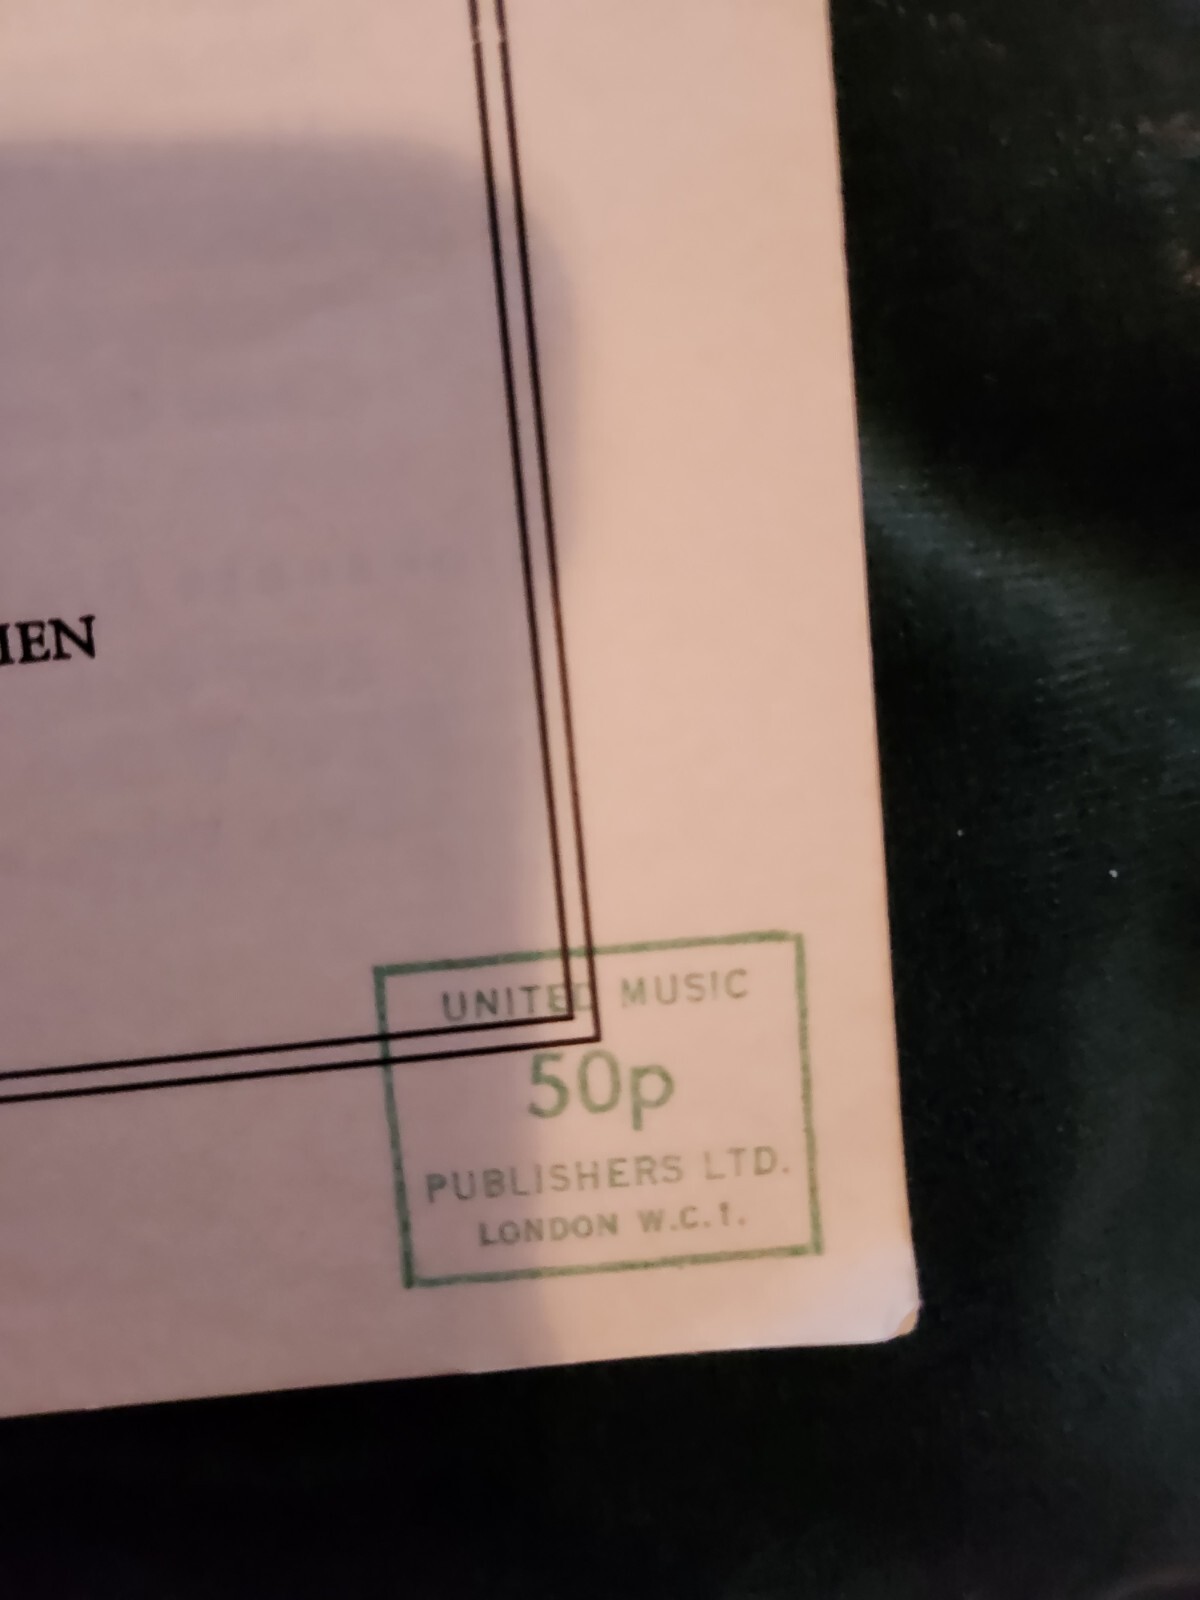 IEN
UNITED MUSIC
50p
PUBLISHERS LTD.
LONDON W.C.1.